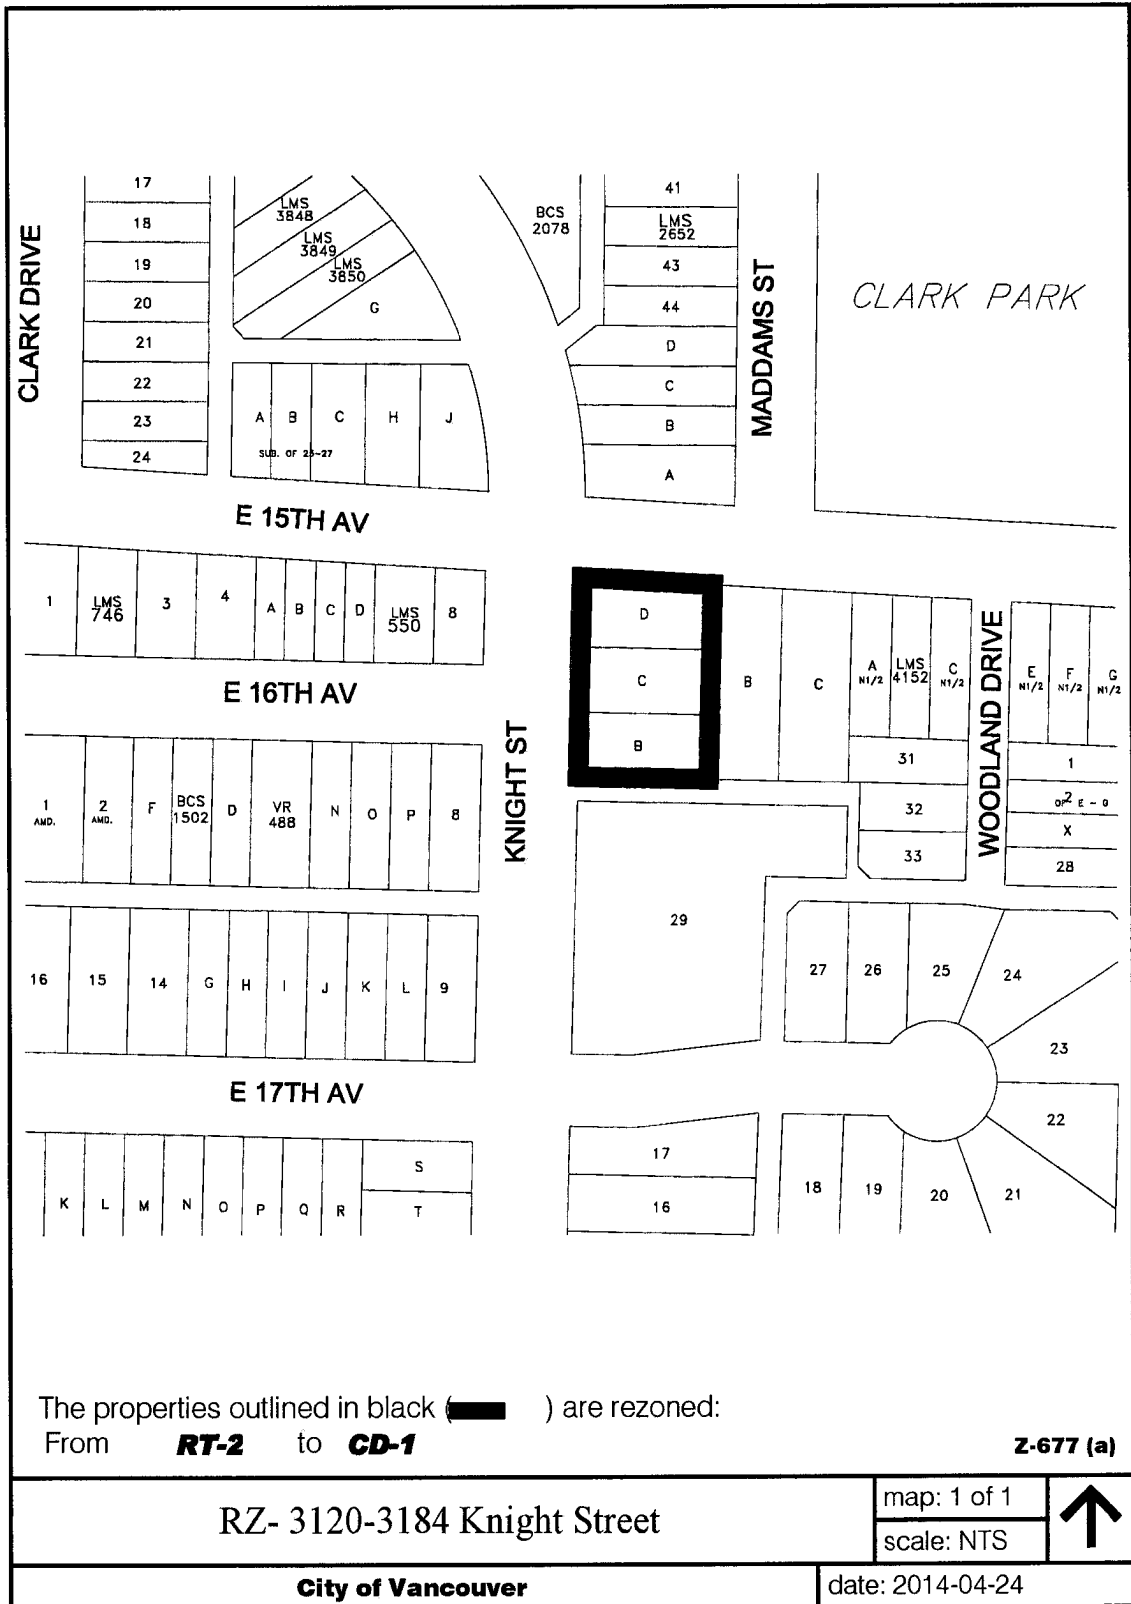 17
18
19
20
21
22
23
24
CLARK DRIVE
LMS
3848
LMS
3849
LMS
3850
G
A B C H J
SUB. OF 25-27
BCS
2078
41
LMS
2652
43
44
D
C
B
A
MADDAMS ST
CLARK PARK
E 15TH AV
1
LMS
746
3
4
A B C D
LMS
550
8
E 16TH AV
D
C
B
B
C
A
N1/2
LMS
4152
C
N1/2
31
32
33
WOODLAND DRIVE
E
N1/2
F
N1/2
G
N1/2
1
2
OF E - G
X
28
KNIGHT ST
1
AMD.
2
AMD.
F
BCS
1502
D
VR
488
N O P 8
16 15 14 G H I J K L 9
29
27 26 25 24
23
22
21
20
19
18
E 17TH AV
K L M N O P Q R
S
T
17
16
The properties outlined in black ( ) are rezoned:
From RT-2 to CD-1
Z-677 (a)
RZ- 3120-3184 Knight Street
map: 1 of 1
scale: NTS
City of Vancouver
date: 2014-04-24